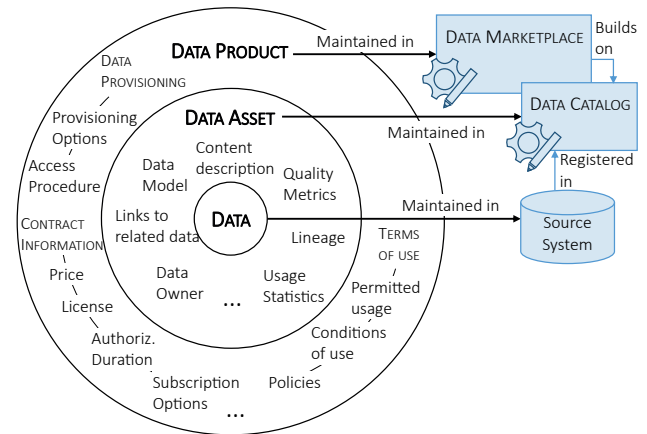 DATA PRODUCT
Maintained in
DATA MARKETPLACE
Builds
on
DATA
PROVISIONING
Provisioning
Options
Access
Procedure
DATA ASSET
Maintained in
DATA CATALOG
Content
description
Data
Model
Quality
Metrics
Registered
in
Links to
related data
DATA
Maintained in
Source
System
Lineage
Data
Owner
...
Usage
Statistics
CONTRACT
INFORMATION
Price
License
Authoriz.
Duration
Subscription
Options
...
TERMS
OF USE
Permitted
usage
Conditions
of use
Policies